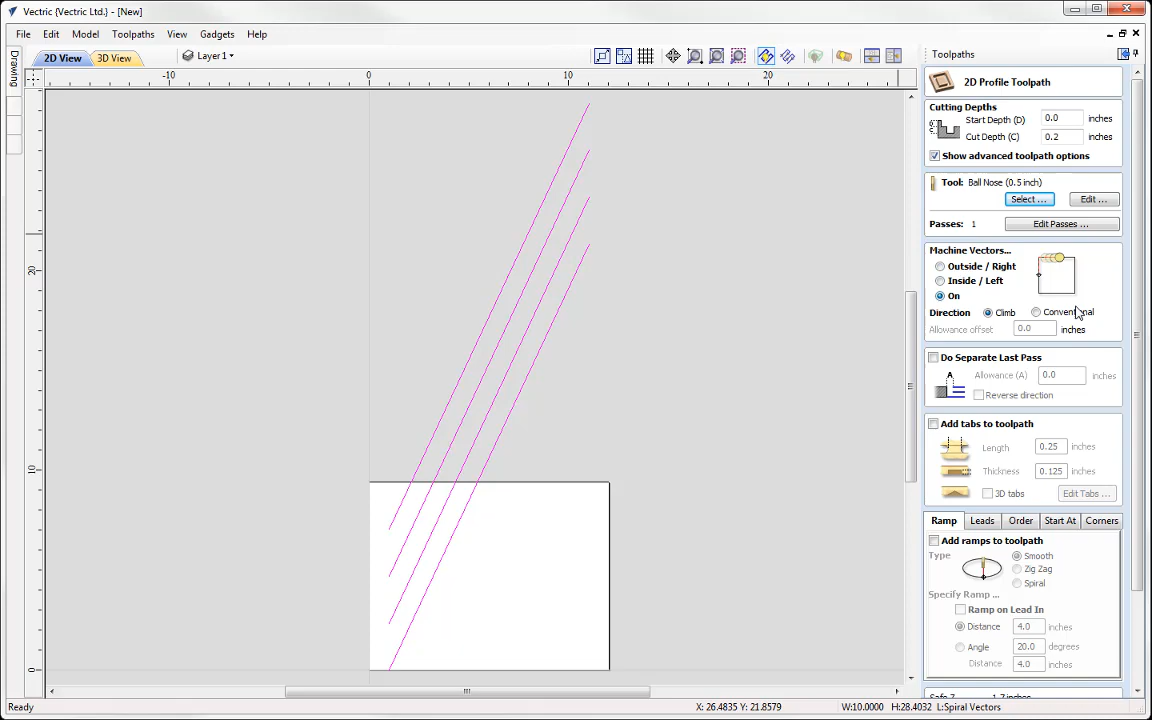 Vectric {Vectric Ltd.} - [New]
File Edit Model Toolpaths View Gadgets Help
Drawing
2D View 3D View Layer 1
-10 0 10 20
20
10
0
Toolpaths
2D Profile Toolpath
Cutting Depths
Start Depth (D) 0.0 inches
Cut Depth (C) 0.2 inches
Show advanced toolpath options
Tool: Ball Nose (0.5 inch)
Select ... Edit ...
Passes: 1 Edit Passes ...
Machine Vectors...
Outside / Right
Inside / Left
On
Direction Climb Conventional
Allowance offset 0.0 inches
Do Separate Last Pass
A Allowance (A) 0.0 inches
Reverse direction
Add tabs to toolpath
Length 0.25 inches
Thickness 0.125 inches
3D tabs Edit Tabs ...
Ramp Leads Order Start At Corners
Add ramps to toolpath
Type Smooth
Zig Zag
Spiral
Specify Ramp ...
Ramp on Lead In
Distance 4.0 inches
Angle 20.0 degrees
Distance 4.0 inches
Safe Z 1.7 inches
Ready X: 26.4835 Y: 21.8579 W:10.0000 H:28.4032 L:Spiral Vectors